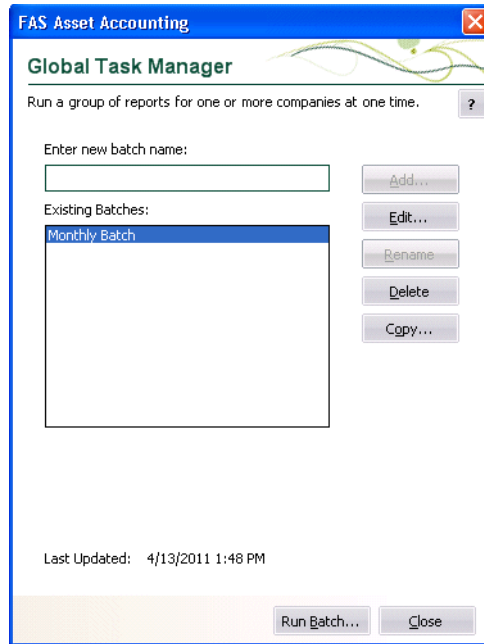 FAS Asset Accounting
Global Task Manager
Run a group of reports for one or more companies at one time.
?
Enter new batch name:
Add...
Existing Batches:
Edit...
Monthly Batch
Rename
Delete
Copy...
Last Updated: 4/13/2011 1:48 PM
Run Batch... Close